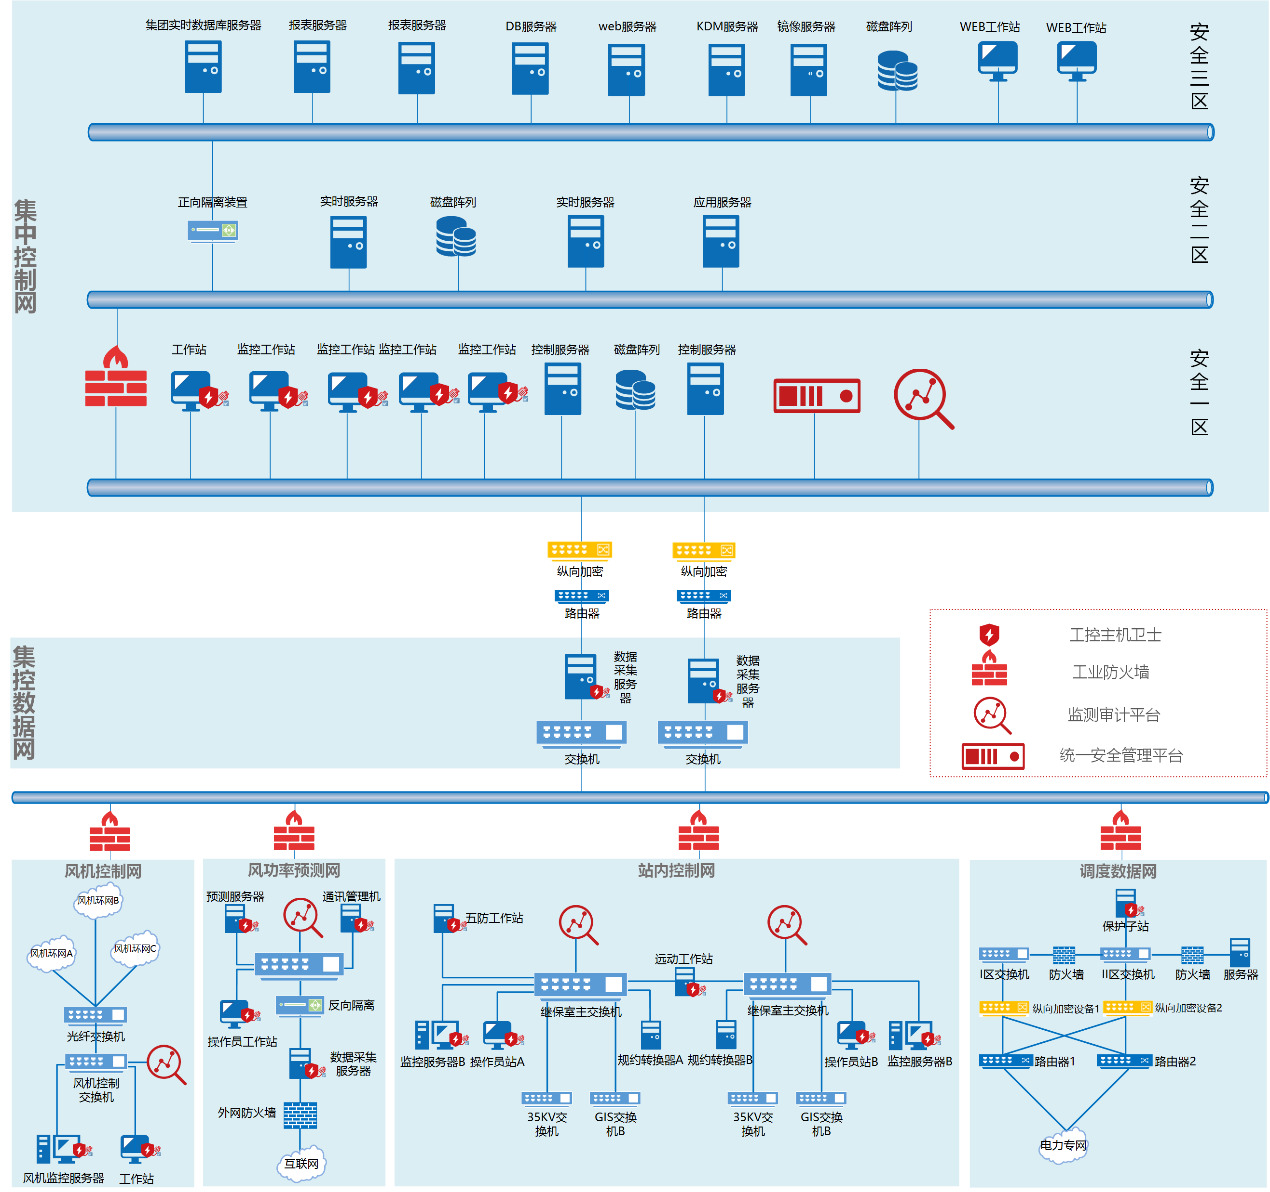 集团实时数据库服务器
报表服务器
报表服务器
DB服务器
web服务器
KDM服务器
镜像服务器
磁盘阵列
WEB工作站
WEB工作站
安全三区
集中控制网
正向隔离装置
实时服务器
磁盘阵列
实时服务器
应用服务器
安全二区
工作站
监控工作站
监控工作站
监控工作站
监控工作站
控制服务器
磁盘阵列
控制服务器
安全一区
纵向加密
纵向加密
路由器
路由器
集控数据网
数据
采集
服务
器
数据
采集
服务
器
交换机
交换机
工控主机卫士
工业防火墙
监测审计平台
统一安全管理平台
风机控制网
风机环网B
风机环网A
风机环网C
光纤交换机
风机控制
交换机
风机监控服务器
工作站
风功率预测网
预测服务器
通讯管理机
反向隔离
操作员工作站
数据采集
服务器
外网防火墙
互联网
站内控制网
五防工作站
远动工作站
继保室主交换机
继保室主交换机
监控服务器B
操作员站A
规约转换器A
规约转换器B
操作员站B
监控服务器B
35KV交
换机
GIS交换
机B
35KV交
换机
GIS交换
机B
调度数据网
保护子站
I区交换机
防火墙
II区交换机
防火墙
服务器
纵向加密设备1
纵向加密设备2
路由器1
路由器2
电力专网